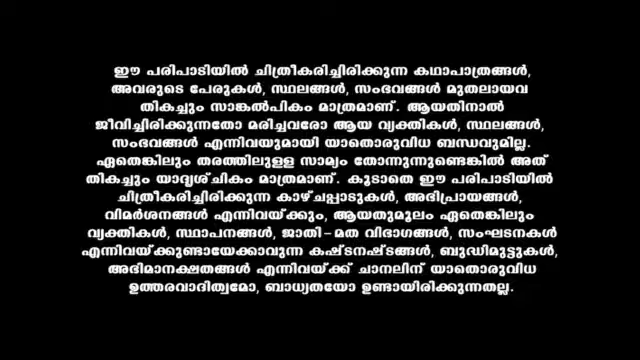 ഈ പരിപാടിയിൽ ചിത്രീകരിച്ചിരിക്കുന്ന കഥാപാത്രങ്ങൾ,
അവരുടെ പേരുകൾ, സ്ഥലങ്ങൾ, സംഭവങ്ങൾ മുതലായവ
തികച്ചും സാങ്കൽപികം മാത്രമാണ്. ആയതിനാൽ
ജീവിച്ചിരിക്കുന്നതോ മരിച്ചവരോ ആയ വ്യക്തികൾ, സ്ഥലങ്ങൾ,
സംഭവങ്ങൾ എന്നിവയുമായി യാതൊരുവിധ ബന്ധവുമില്ല.
ഏതെങ്കിലും തരത്തിലുളള സാമ്യം തോന്നുന്നുണ്ടെങ്കിൽ അത്
തികച്ചും യാദൃശ്ചികം മാത്രമാണ്. കൂടാതെ ഈ പരിപാടിയിൽ
ചിത്രീകരിച്ചിരിക്കുന്ന കാഴ്ചപ്പാടുകൾ, അഭിപ്രായങ്ങൾ,
വിമർശനങ്ങൾ എന്നിവയ്ക്കും, ആയതുമൂലം ഏതെങ്കിലും
വ്യക്തികൾ, സ്ഥാപനങ്ങൾ, ജാതി-മത വിഭാഗങ്ങൾ, സംഘടനകൾ
എന്നിവയ്ക്കുണ്ടായേക്കാവുന്ന കഷ്ടനഷ്ടങ്ങൾ, ബുദ്ധിമുട്ടുകൾ,
അഭിമാനക്ഷതങ്ങൾ എന്നിവയ്ക്ക് ചാനലിന് യാതൊരുവിധ
ഉത്തരവാദിത്വമോ, ബാധ്യതയോ ഉണ്ടായിരിക്കുന്നതല്ല.